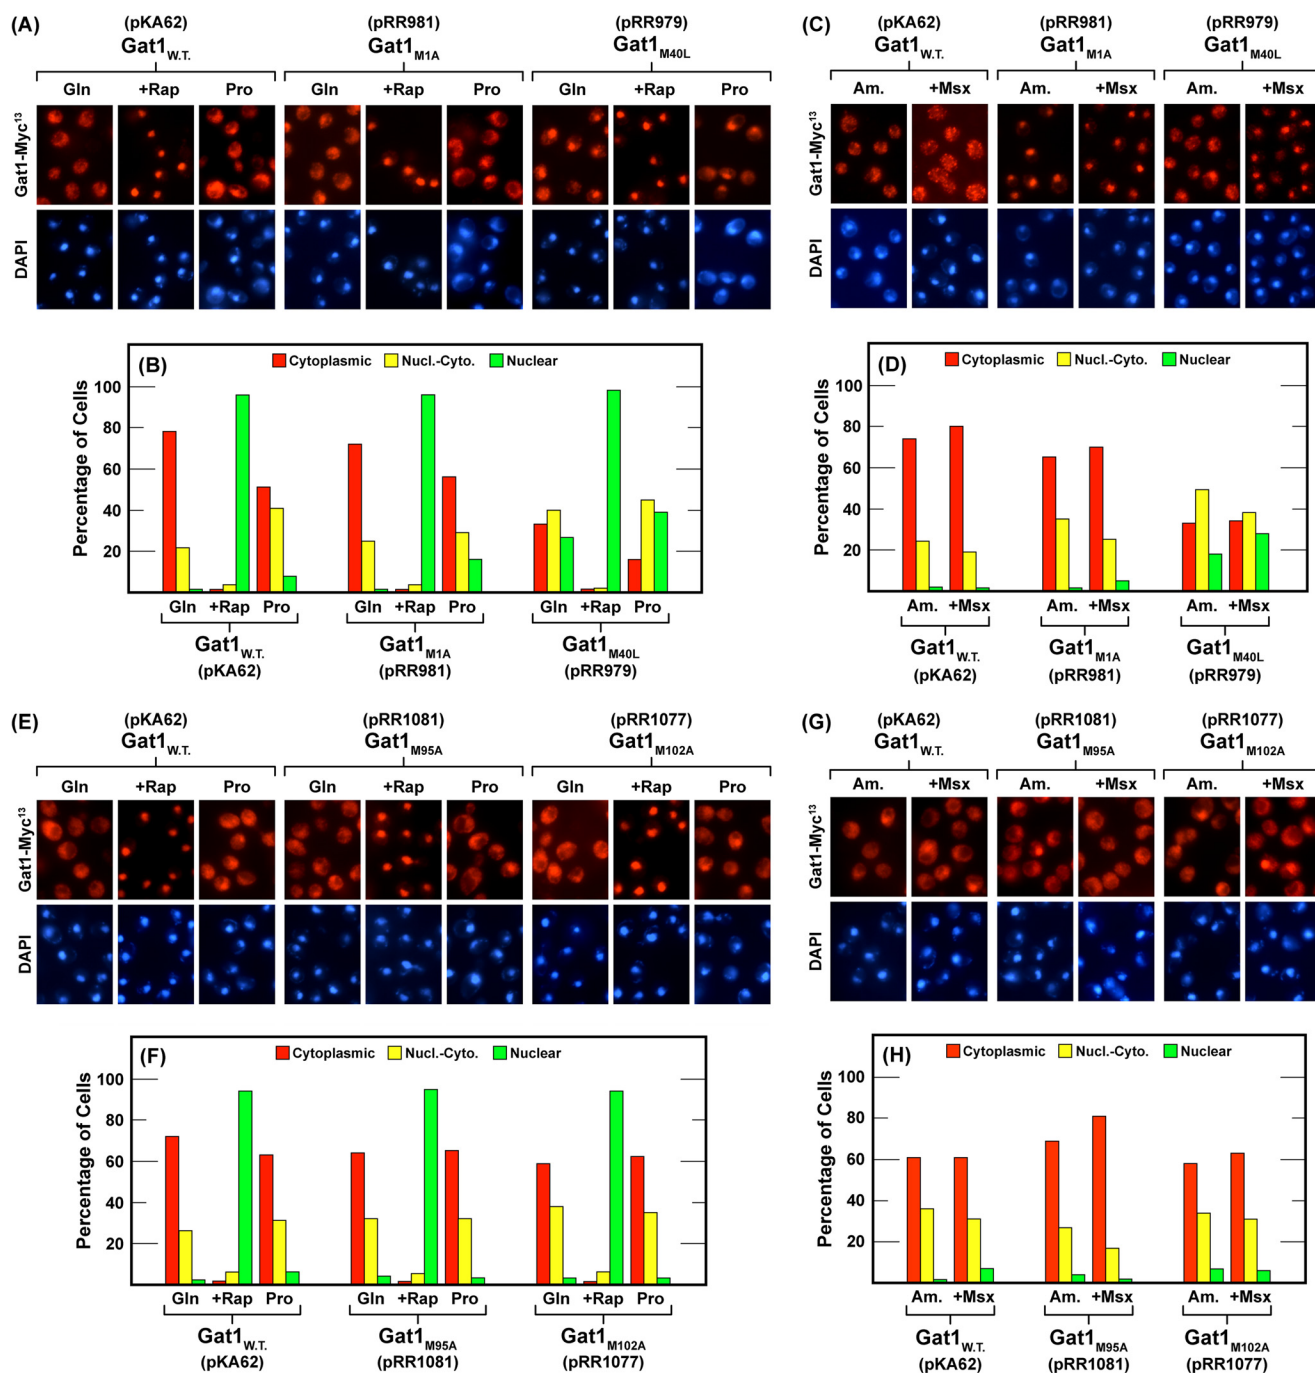 (A)
(pKA62) (pRR981) (pRR979)
Gat1W.T. Gat1M1A Gat1M40L
Gln +Rap Pro Gln +Rap Pro Gln +Rap Pro
Gat1-Myc13
DAPI
(B)
Cytoplasmic Nucl.-Cyto. Nuclear
Percentage of Cells
100
80
60
40
20
Gln +Rap Pro Gln +Rap Pro Gln +Rap Pro
Gat1W.T. Gat1M1A Gat1M40L
(pKA62) (pRR981) (pRR979)
(C)
(pKA62) (pRR981) (pRR979)
Gat1W.T. Gat1M1A Gat1M40L
Am. +Msx Am. +Msx Am. +Msx
Gat1-Myc13
DAPI
(D)
Cytoplasmic Nucl.-Cyto. Nuclear
Percentage of Cells
100
80
60
40
20
Am. +Msx Am. +Msx Am. +Msx
Gat1W.T. Gat1M1A Gat1M40L
(pKA62) (pRR981) (pRR979)
(E)
(pKA62) (pRR1081) (pRR1077)
Gat1W.T. Gat1M95A Gat1M102A
Gln +Rap Pro Gln +Rap Pro Gln +Rap Pro
Gat1-Myc13
DAPI
(F)
Cytoplasmic Nucl.-Cyto. Nuclear
Percentage of Cells
100
80
60
40
20
Gln +Rap Pro Gln +Rap Pro Gln +Rap Pro
Gat1W.T. Gat1M95A Gat1M102A
(pKA62) (pRR1081) (pRR1077)
(G)
(pKA62) (pRR1081) (pRR1077)
Gat1W.T. Gat1M95A Gat1M102A
Am. +Msx Am. +Msx Am. +Msx
Gat1-Myc13
DAPI
(H)
Cytoplasmic Nucl.-Cyto. Nuclear
Percentage of Cells
100
80
60
40
20
Am. +Msx Am. +Msx Am. +Msx
Gat1W.T. Gat1M95A Gat1M102A
(pKA62) (pRR1081) (pRR1077)